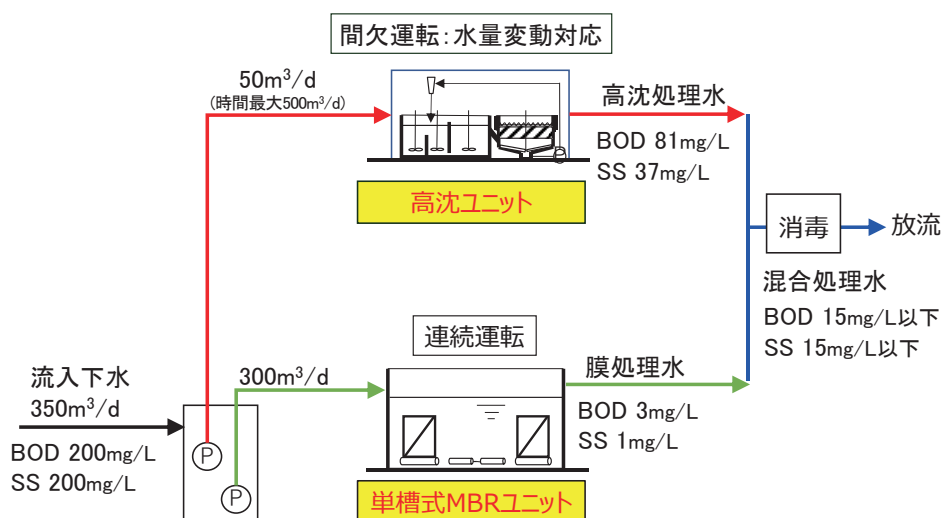 間欠運転：水量変動対応
50m³/d
(時間最大500m³/d)
高沈処理水
BOD 81mg/L
SS 37mg/L
高沈ユニット
消毒
放流
混合処理水
BOD 15mg/L以下
SS 15mg/L以下
連続運転
膜処理水
BOD 3mg/L
SS 1mg/L
300m³/d
流入下水
350m³/d
BOD 200mg/L
SS 200mg/L
P
P
単槽式MBRユニット